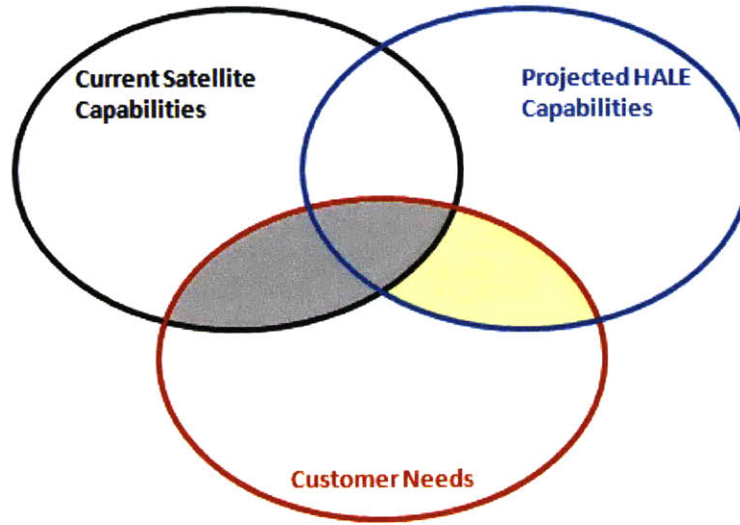 Current Satellite
Capabilities
Projected HALE
Capabilities
Customer Needs